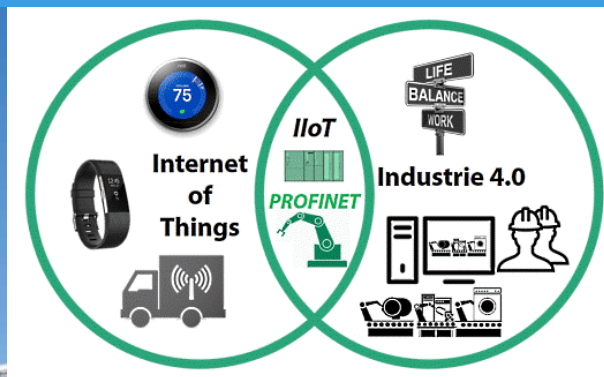 75
Internet
of
Things
IIoT
PROFINET
LIFE
BALANCE
WORK
Industrie 4.0